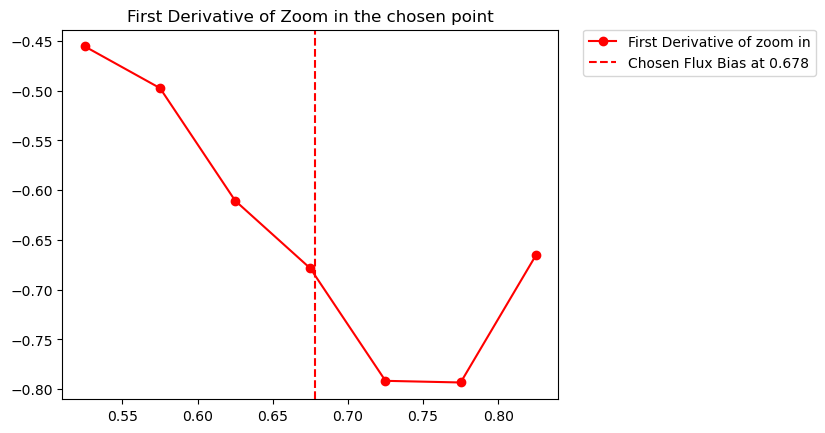 First Derivative of Zoom in the chosen point
First Derivative of zoom in
Chosen Flux Bias at 0.678
−0.45
−0.50
−0.55
−0.60
−0.65
−0.70
−0.75
−0.80
0.55 0.60 0.65 0.70 0.75 0.80